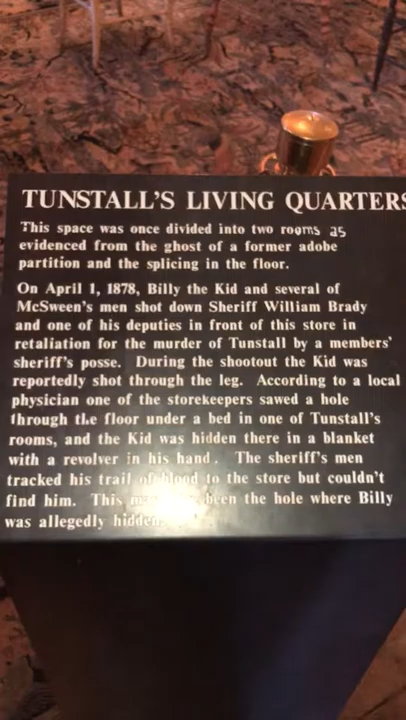 TUNSTALL'S LIVING QUARTERS
This space was once divided into two rooms as
evidenced from the ghost of a former adobe
partition and the splicing in the floor.
On April 1, 1878, Billy the Kid and several of
McSween's men shot down Sheriff William Brady
and one of his deputies in front of this store in
retaliation for the murder of Tunstall by a members'
sheriff's posse. During the shootout the Kid was
reportedly shot through the leg. According to a local
physician one of the storekeepers sawed a hole
through the floor under a bed in one of Tunstall's
rooms, and the Kid was hidden there in a blanket
with a revolver in his hand. The sheriff's men
tracked his trail of blood to the store but couldn't
find him. This been the hole where Billy
was allegedly hidden.